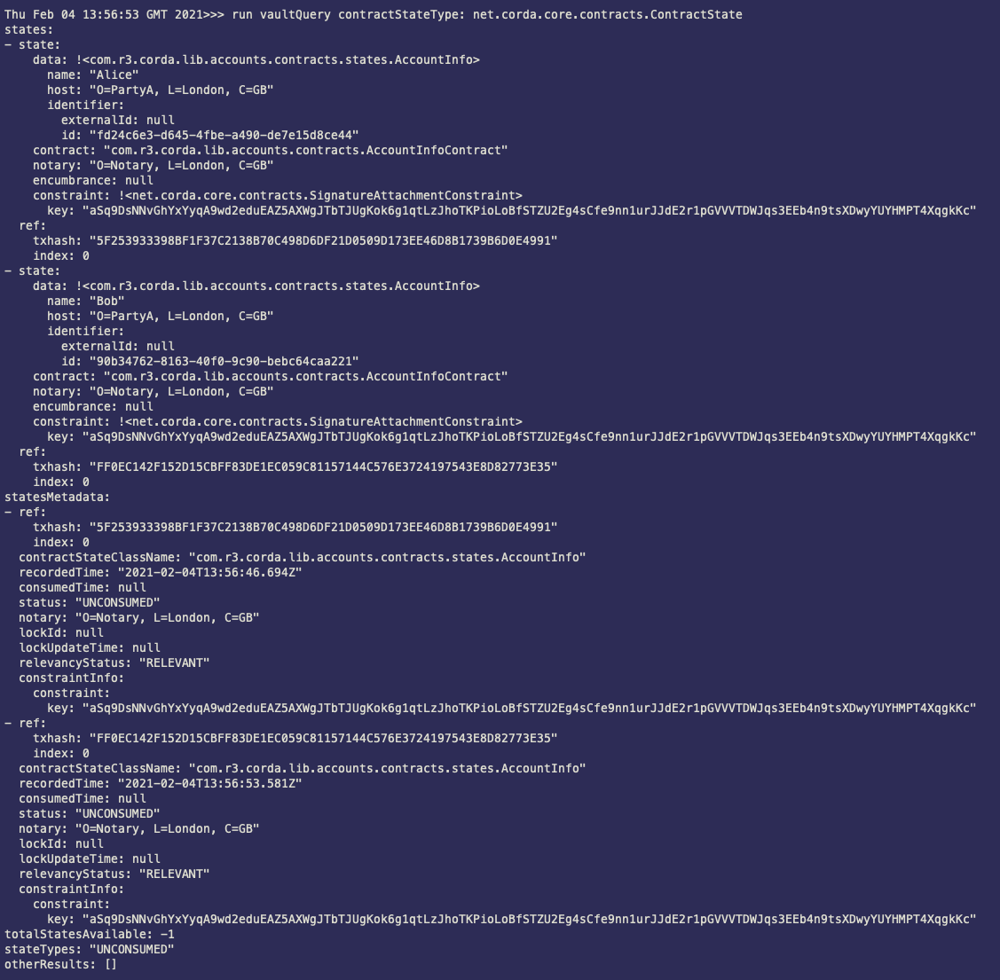 Thu Feb 04 13:56:53 GMT 2021>>> run vaultQuery contractStateType: net.corda.core.contracts.ContractState
states:
- state:
    data: !<com.r3.corda.lib.accounts.contracts.states.AccountInfo>
      name: "Alice"
      host: "O=PartyA, L=London, C=GB"
      identifier:
        externalId: null
        id: "fd24c6e3-d645-4fbe-a490-de7e15d8ce44"
    contract: "com.r3.corda.lib.accounts.contracts.AccountInfoContract"
    notary: "O=Notary, L=London, C=GB"
    encumbrance: null
    constraint: !<net.corda.core.contracts.SignatureAttachmentConstraint>
      key: "aSq9DsNNvGhYxYyqA9wd2eduEAZ5AXWgJTbTJUgKok6g1qtLzJhoTKPioLoBfSTZU2Eg4sCfe9nn1urJJdE2r1pGVVVTDWJqs3EEb4n9tsXDwyYUYHMPT4XqgkKc"
  ref:
    txhash: "5F253933398BF1F37C2138B70C498D6DF21D0509D173EE46D8B1739B6D0E4991"
    index: 0
- state:
    data: !<com.r3.corda.lib.accounts.contracts.states.AccountInfo>
      name: "Bob"
      host: "O=PartyA, L=London, C=GB"
      identifier:
        externalId: null
        id: "90b34762-8163-40f0-9c90-bebc64caa221"
    contract: "com.r3.corda.lib.accounts.contracts.AccountInfoContract"
    notary: "O=Notary, L=London, C=GB"
    encumbrance: null
    constraint: !<net.corda.core.contracts.SignatureAttachmentConstraint>
      key: "aSq9DsNNvGhYxYyqA9wd2eduEAZ5AXWgJTbTJUgKok6g1qtLzJhoTKPioLoBfSTZU2Eg4sCfe9nn1urJJdE2r1pGVVVTDWJqs3EEb4n9tsXDwyYUYHMPT4XqgkKc"
  ref:
    txhash: "FF0EC142F152D15CBFF83DE1EC059C81157144C576E3724197543E8D82773E35"
    index: 0
statesMetadata:
- ref:
    txhash: "5F253933398BF1F37C2138B70C498D6DF21D0509D173EE46D8B1739B6D0E4991"
    index: 0
  contractStateClassName: "com.r3.corda.lib.accounts.contracts.states.AccountInfo"
  recordedTime: "2021-02-04T13:56:46.694Z"
  consumedTime: null
  status: "UNCONSUMED"
  notary: "O=Notary, L=London, C=GB"
  lockId: null
  lockUpdateTime: null
  relevancyStatus: "RELEVANT"
  constraintInfo:
    constraint:
      key: "aSq9DsNNvGhYxYyqA9wd2eduEAZ5AXWgJTbTJUgKok6g1qtLzJhoTKPioLoBfSTZU2Eg4sCfe9nn1urJJdE2r1pGVVVTDWJqs3EEb4n9tsXDwyYUYHMPT4XqgkKc"
- ref:
    txhash: "FF0EC142F152D15CBFF83DE1EC059C81157144C576E3724197543E8D82773E35"
    index: 0
  contractStateClassName: "com.r3.corda.lib.accounts.contracts.states.AccountInfo"
  recordedTime: "2021-02-04T13:56:53.581Z"
  consumedTime: null
  status: "UNCONSUMED"
  notary: "O=Notary, L=London, C=GB"
  lockId: null
  lockUpdateTime: null
  relevancyStatus: "RELEVANT"
  constraintInfo:
    constraint:
      key: "aSq9DsNNvGhYxYyqA9wd2eduEAZ5AXWgJTbTJUgKok6g1qtLzJhoTKPioLoBfSTZU2Eg4sCfe9nn1urJJdE2r1pGVVVTDWJqs3EEb4n9tsXDwyYUYHMPT4XqgkKc"
totalStatesAvailable: -1
stateTypes: "UNCONSUMED"
otherResults: []